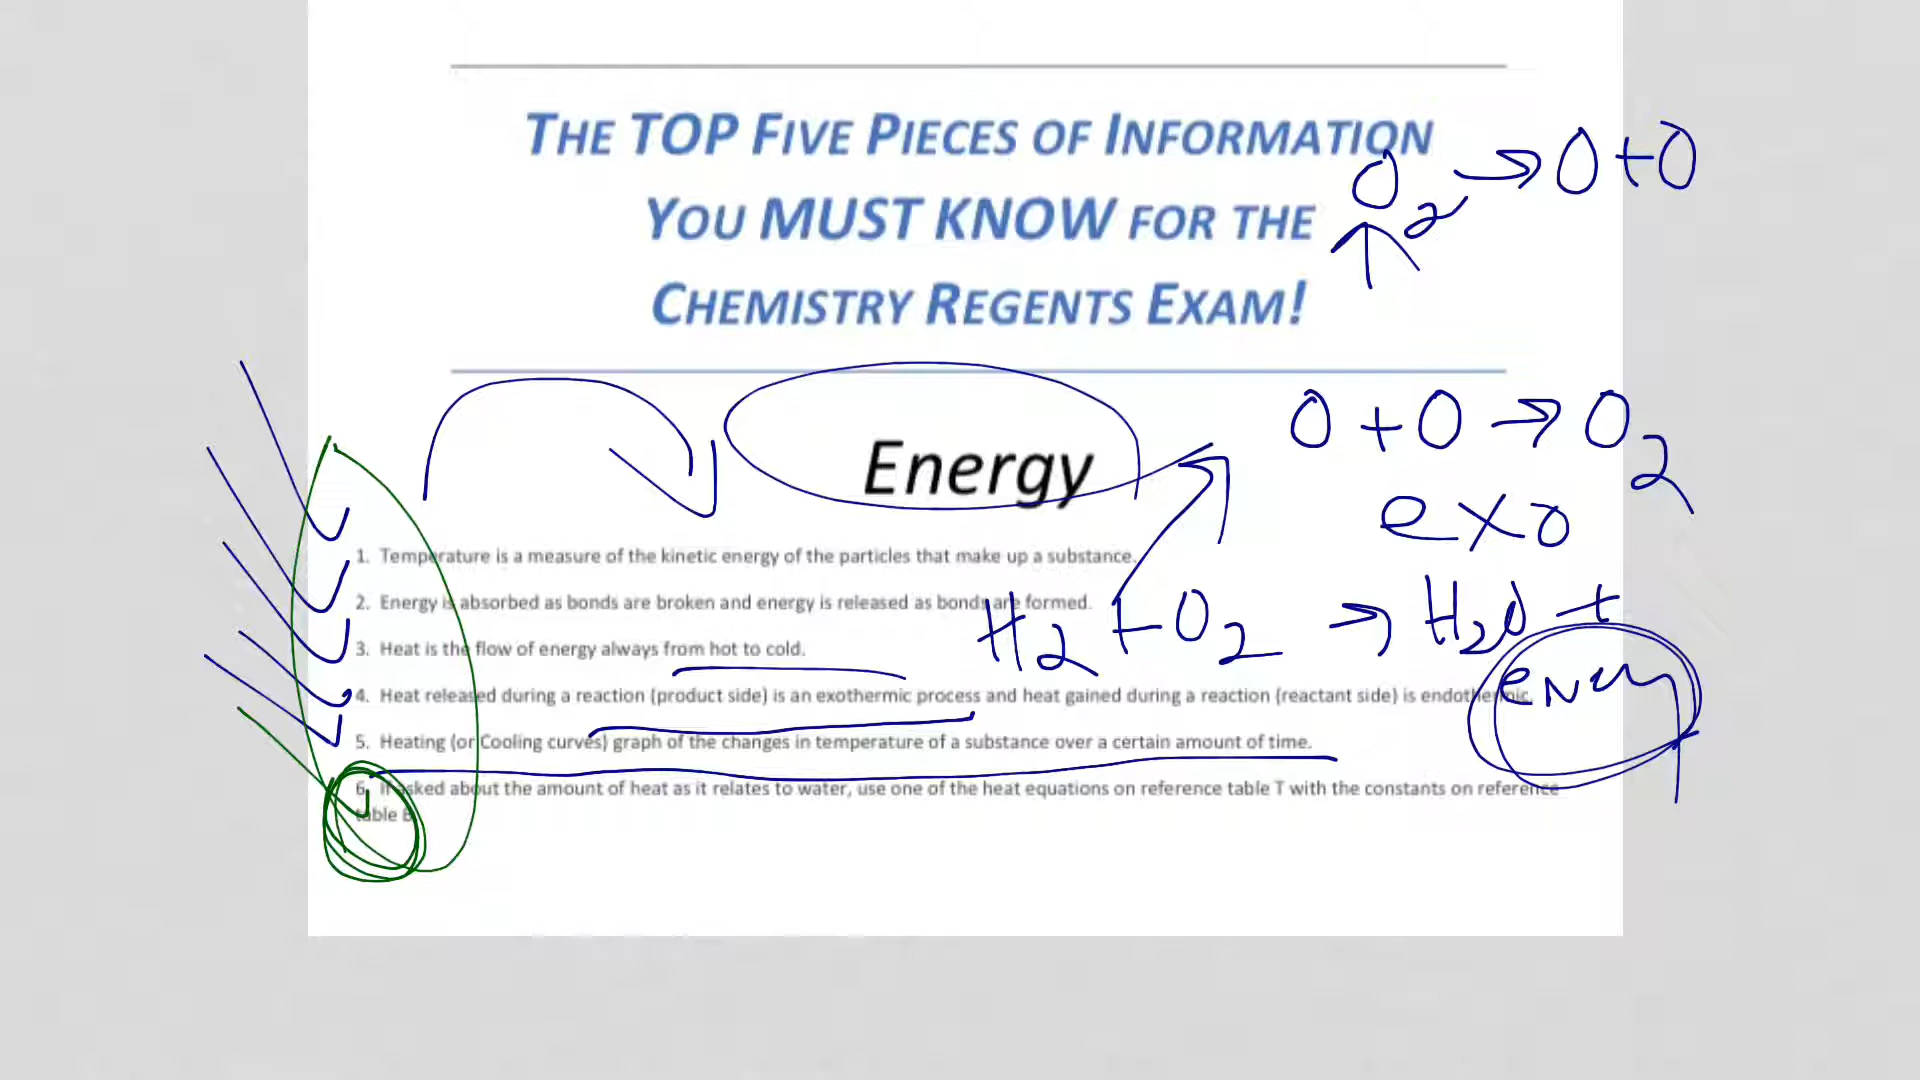 THE TOP FIVE PIECES OF INFORMATION
YOU MUST KNOW FOR THE
CHEMISTRY REGENTS EXAM!
O2 → O+O
Energy
O+O → O2
exo
1. Temperature is a measure of the kinetic energy of the particles that make up a substance.
2. Energy is absorbed as bonds are broken and energy is released as bonds are formed.
H2 + O2 → H2O +
energy
3. Heat is the flow of energy always from hot to cold.
4. Heat released during a reaction (product side) is an exothermic process and heat gained during a reaction (reactant side) is endothermic.
5. Heating (or Cooling curves) graph of the changes in temperature of a substance over a certain amount of time.
6. If asked about the amount of heat as it relates to water, use one of the heat equations on reference table T with the constants on reference
table B